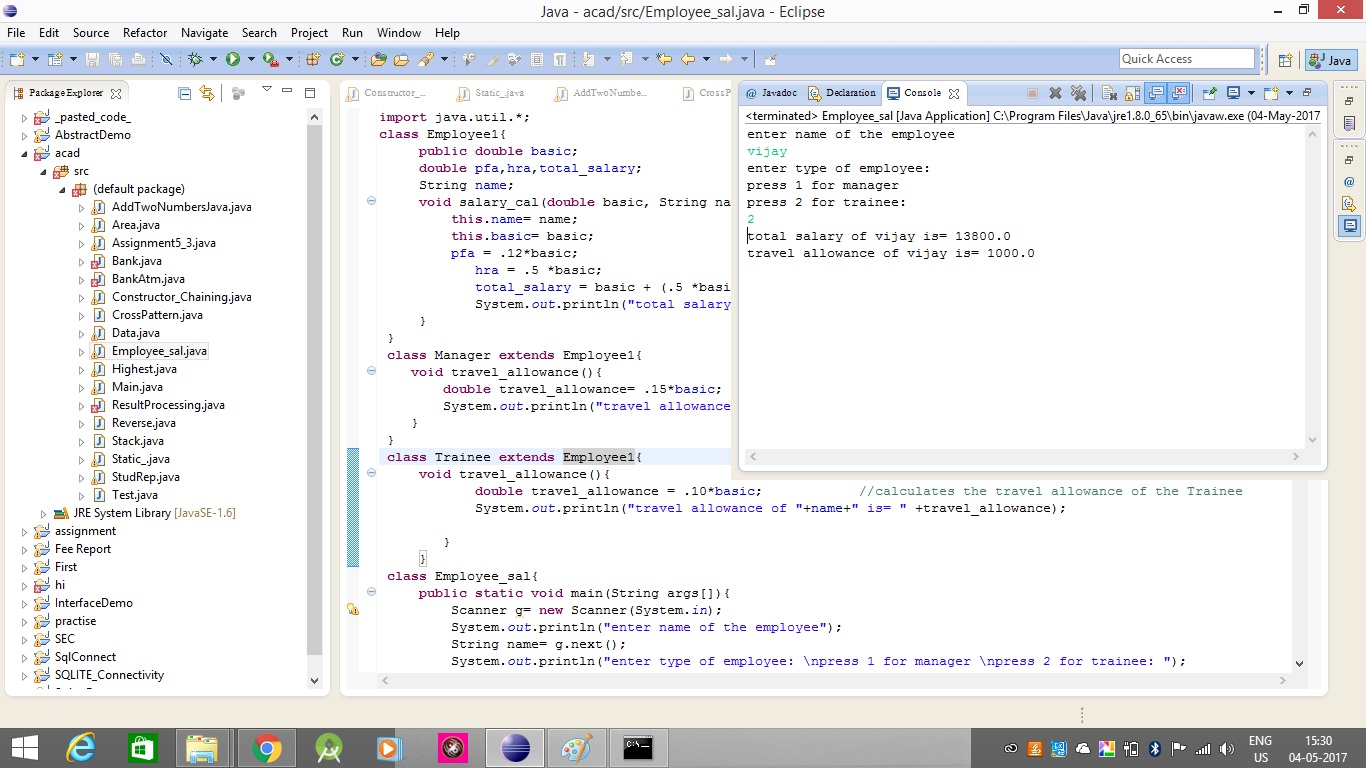 Java - acad/src/Employee_sal.java - Eclipse
File Edit Source Refactor Navigate Search Project Run Window Help
Quick Access
Java
Package Explorer
_pasted_code_
AbstractDemo
acad
src
(default package)
AddTwoNumbersJava.java
Area.java
Assignment5_3.java
Bank.java
BankAtm.java
Constructor_Chaining.java
CrossPattern.java
Data.java
Employee_sal.java
Highest.java
Main.java
ResultProcessing.java
Reverse.java
Stack.java
Static_.java
StudRep.java
Test.java
JRE System Library [JavaSE-1.6]
assignment
Fee Report
First
hi
InterfaceDemo
practise
SEC
SqlConnect
SQLITE_Connectivity
Constructor_... Static_.java AddTwoNumbe... CrossP
import java.util.*;
class Employee1{
public double basic;
double pfa,hra,total_salary;
String name;
void salary_cal(double basic, String na
this.name= name;
this.basic= basic;
pfa = .12*basic;
hra = .5 *basic;
total_salary = basic + (.5 *basi
System.out.println("total salary
}
}
class Manager extends Employee1{
void travel_allowance(){
double travel_allowance= .15*basic;
System.out.println("travel allowance
}
}
class Trainee extends Employee1{
void travel_allowance(){
double travel_allowance = .10*basic; //calculates the travel allowance of the Trainee
System.out.println("travel allowance of "+name+" is= " +travel_allowance);
}
}
class Employee_sal{
public static void main(String args[]){
Scanner g= new Scanner(System.in);
System.out.println("enter name of the employee");
String name= g.next();
System.out.println("enter type of employee: \npress 1 for manager \npress 2 for trainee: ");
@ Javadoc Declaration Console
<terminated> Employee_sal [Java Application] C:\Program Files\Java\jre1.8.0_65\bin\javaw.exe (04-May-2017
enter name of the employee
vijay
enter type of employee:
press 1 for manager
press 2 for trainee:
2
total salary of vijay is= 13800.0
travel allowance of vijay is= 1000.0
C:\
ENG
US
15:30
04-05-2017